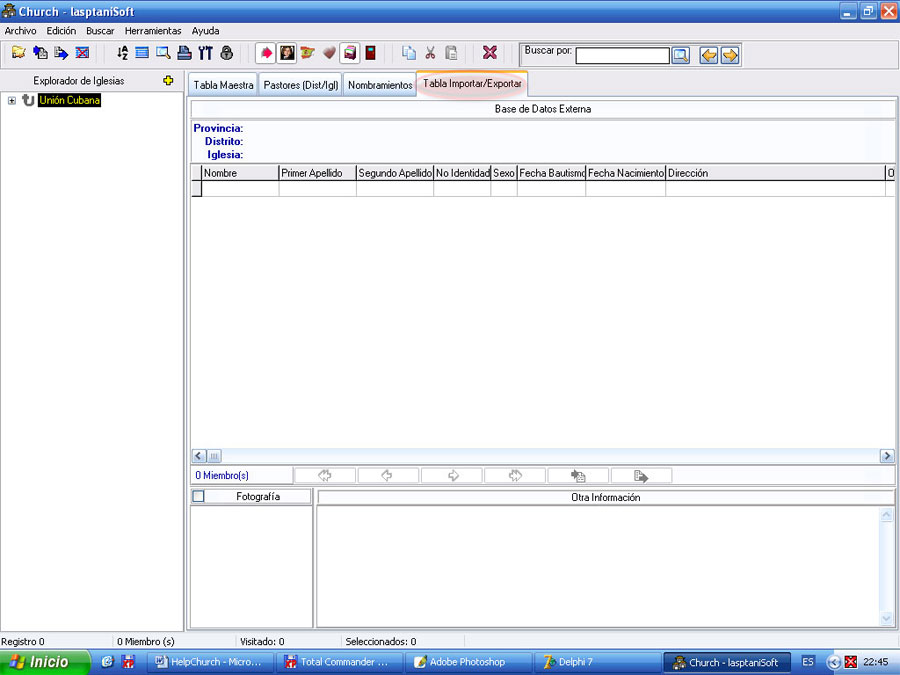 Church - IasptaniSoft
Archivo Edición Buscar Herramientas Ayuda
Buscar por:
Explorador de Iglesias
Unión Cubana
Tabla Maestra Pastores (Dist/Igl) Nombramientos Tabla Importar/Exportar
Base de Datos Externa
Provincia:
Distrito:
Iglesia:
Nombre Primer Apellido Segundo Apellido No Identidad Sexo Fecha Bautismo Fecha Nacimiento Dirección O
0 Miembro(s)
Fotografía Otra Información
Registro 0 0 Miembro (s) Visitado: 0 Seleccionados: 0
Inicio HelpChurch - Micro... Total Commander ... Adobe Photoshop Delphi 7 Church - IasptaniSoft ES 22:45